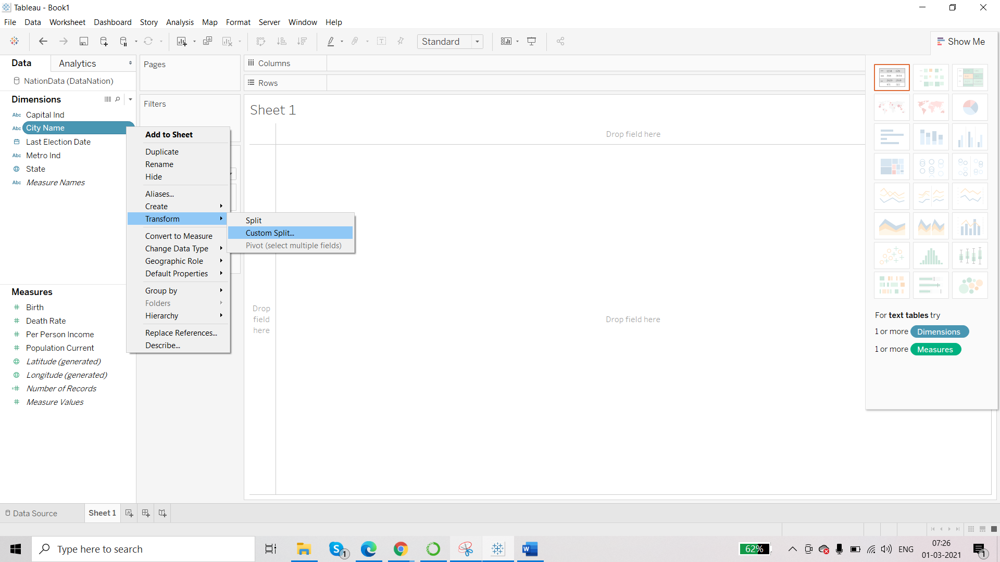 Tableau - Book1
File Data Worksheet Dashboard Story Analysis Map Format Server Window Help
Standard
Show Me
Data
Analytics
NationData (DataNation)
Dimensions
Abc Capital Ind
Abc City Name
Last Election Date
Abc Metro Ind
State
Abc Measure Names
Measures
Birth
Death Rate
Per Person Income
Population Current
Latitude (generated)
Longitude (generated)
Number of Records
Measure Values
Pages
Filters
Add to Sheet
Duplicate
Rename
Hide
Aliases...
Create
Transform
Convert to Measure
Change Data Type
Geographic Role
Default Properties
Group by
Folders
Hierarchy
Replace References...
Describe...
Split
Custom Split...
Pivot (select multiple fields)
Columns
Rows
Sheet 1
Drop field here
Drop
field
here
Drop field here
For text tables try
1 or more Dimensions
1 or more Measures
Data Source
Sheet 1
Type here to search
1
62%
ENG
07:26
01-03-2021
1